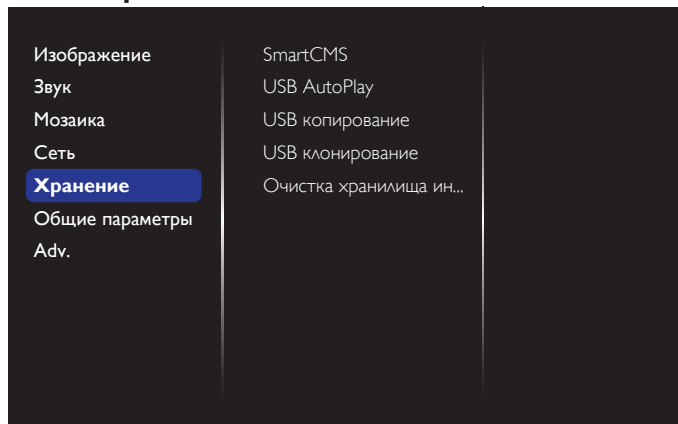 Изображение
Звук
Мозаика
Сеть
Хранение
Общие параметры
Adv.
SmartCMS
USB AutoPlay
USB копирование
USB клонирование
Очистка хранилища ин...